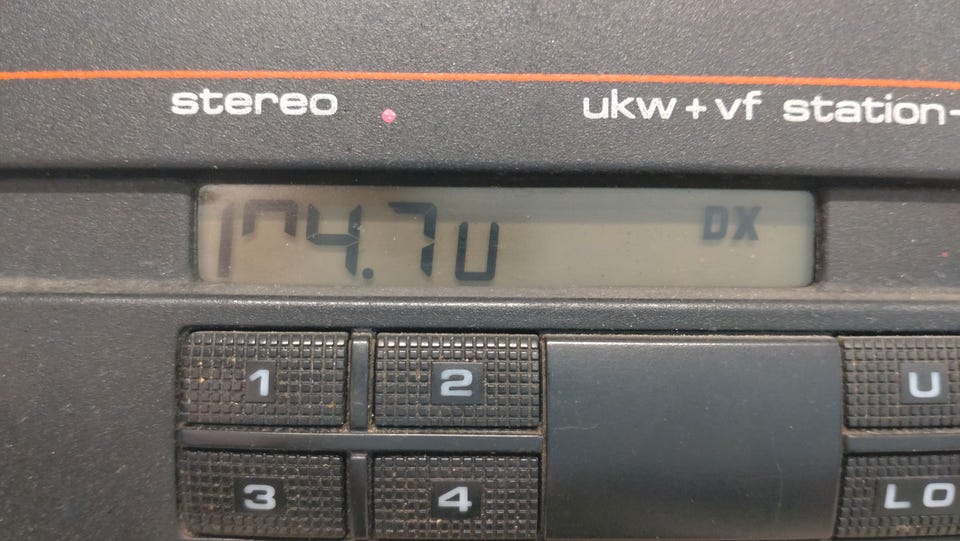 stereo ukw+vf station-
104.7u DX
1 2 U
3 4 LO